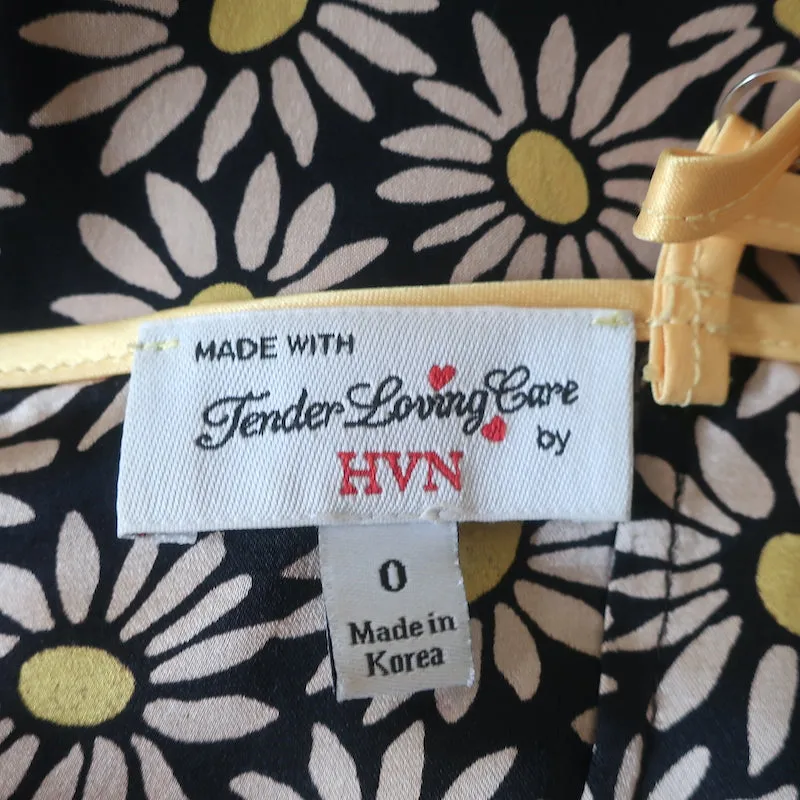 MADE WITH
Tender Loving Care
by
HVN
0
Made in
Korea